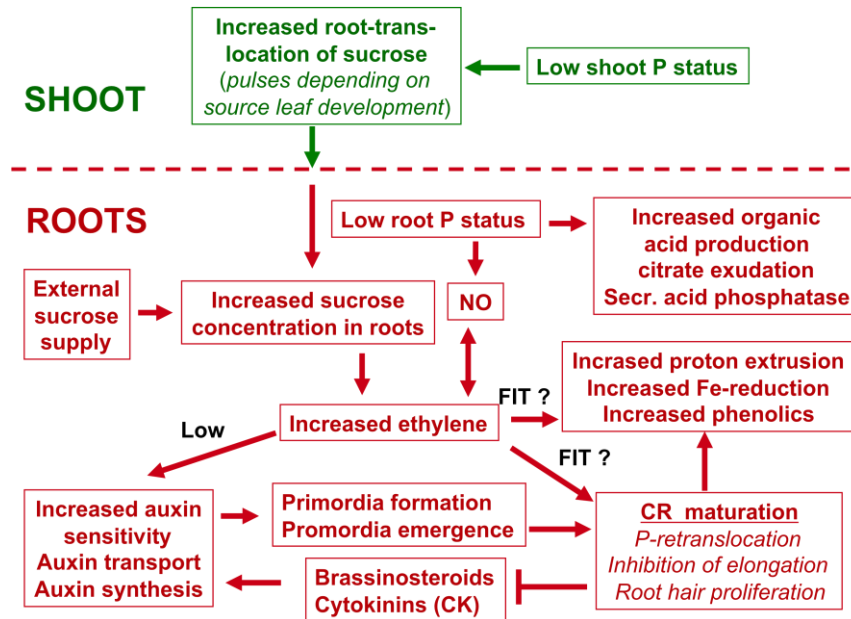 Increased root-trans-
location of sucrose
(pulses depending on
source leaf development)
Low shoot P status
SHOOT
ROOTS
Low root P status
Increased organic
acid production
citrate exudation
Secr. acid phosphatase
External
sucrose
supply
Increased sucrose
concentration in roots
NO
Incrased proton extrusion
Increased Fe-reduction
Increased phenolics
FIT ?
Increased ethylene
Low
FIT ?
Increased auxin
sensitivity
Auxin transport
Auxin synthesis
Primordia formation
Promordia emergence
CR maturation
P-retranslocation
Inhibition of elongation
Root hair proliferation
Brassinosteroids
Cytokinins (CK)